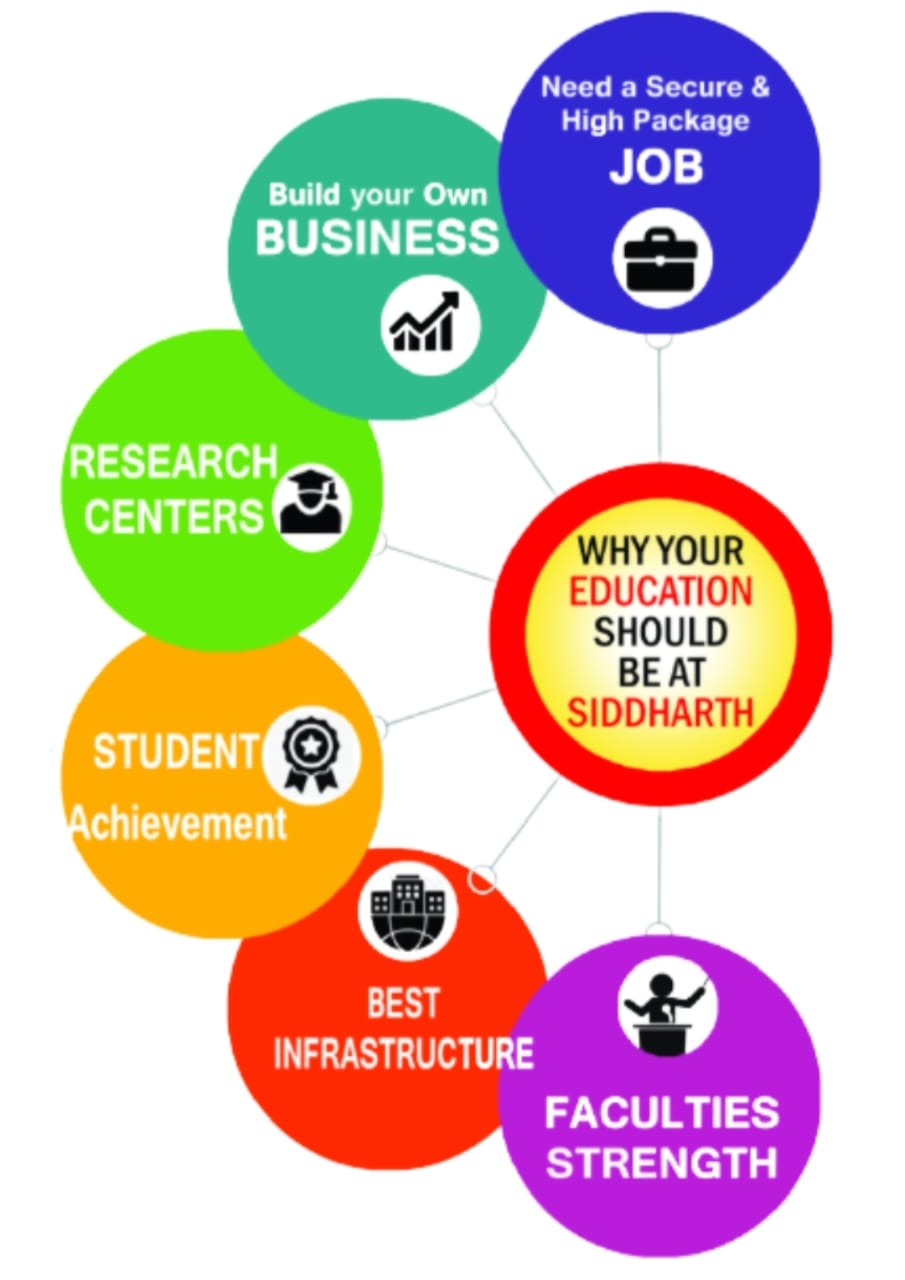 Need a Secure &
High Package
JOB
Build your Own
BUSINESS
RESEARCH
CENTERS
WHY YOUR
EDUCATION
SHOULD
BE AT
SIDDHARTH
STUDENT
Achievement
BEST
INFRASTRUCTURE
FACULTIES
STRENGTH